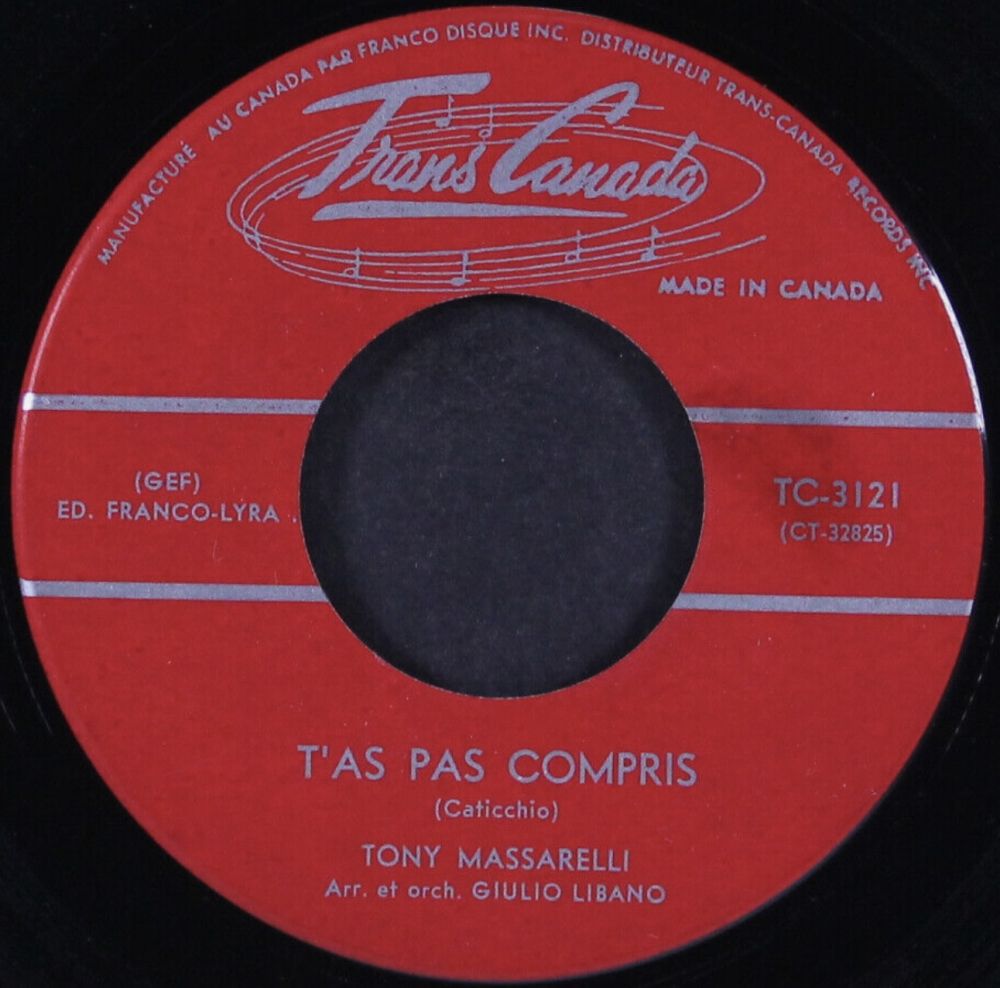 MANUFACTURÉ AU CANADA PAR FRANCO DISQUE INC. DISTRIBUTEUR TRANS-CANADA RECORDS INC
Trans Canada
MADE IN CANADA
(GEF)
ED. FRANCO-LYRA .
TC-3121
(CT-32825)
T'AS PAS COMPRIS
(Caticchio)
TONY MASSARELLI
Arr. et orch. GIULIO LIBANO